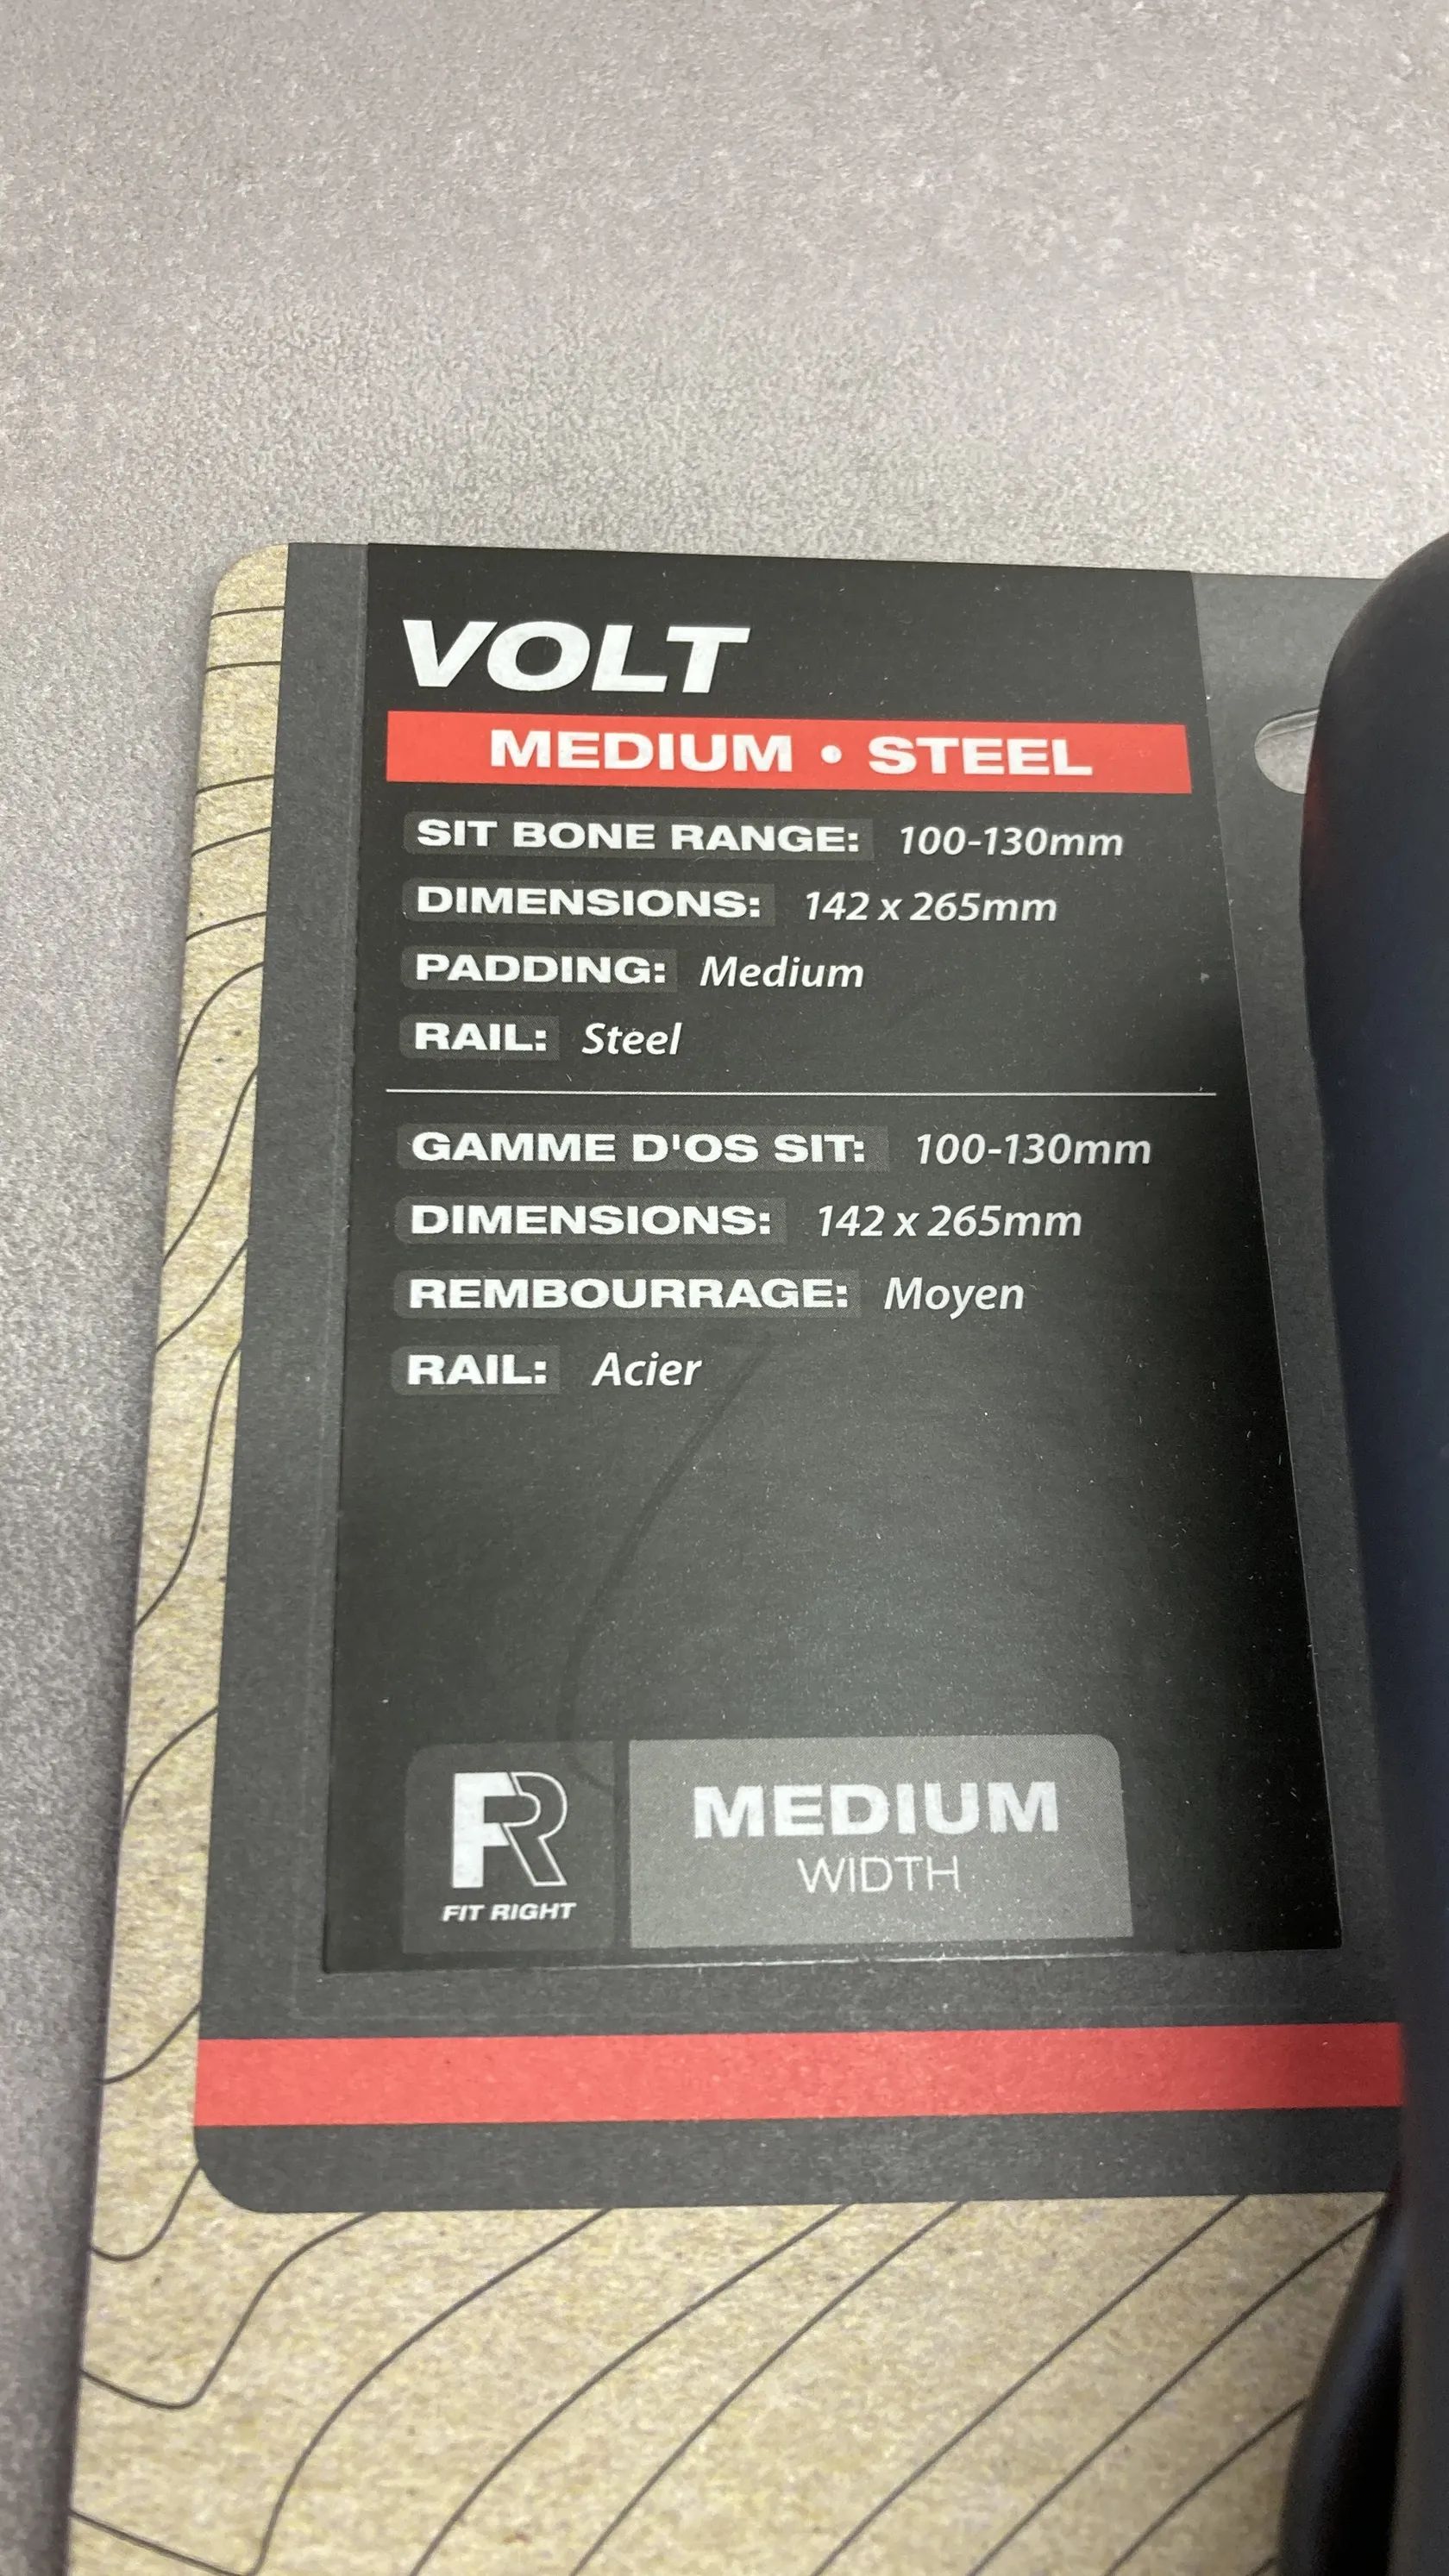 VOLT
MEDIUM • STEEL
SIT BONE RANGE: 100-130mm
DIMENSIONS: 142 x 265mm
PADDING: Medium
RAIL: Steel
GAMME D'OS SIT: 100-130mm
DIMENSIONS: 142 x 265mm
REMBOURRAGE: Moyen
RAIL: Acier
FR
FIT RIGHT
MEDIUM
WIDTH